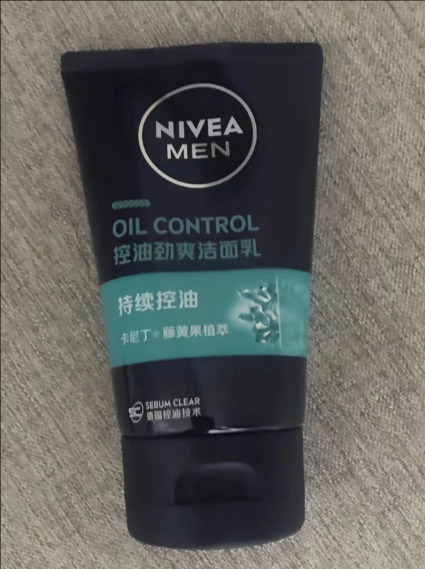 NIVEA
MEN
OIL CONTROL
控油劲爽洁面乳
持续控油
卡尼丁+藤黄果植萃
SC
SEBUM CLEAR
德国控油技术